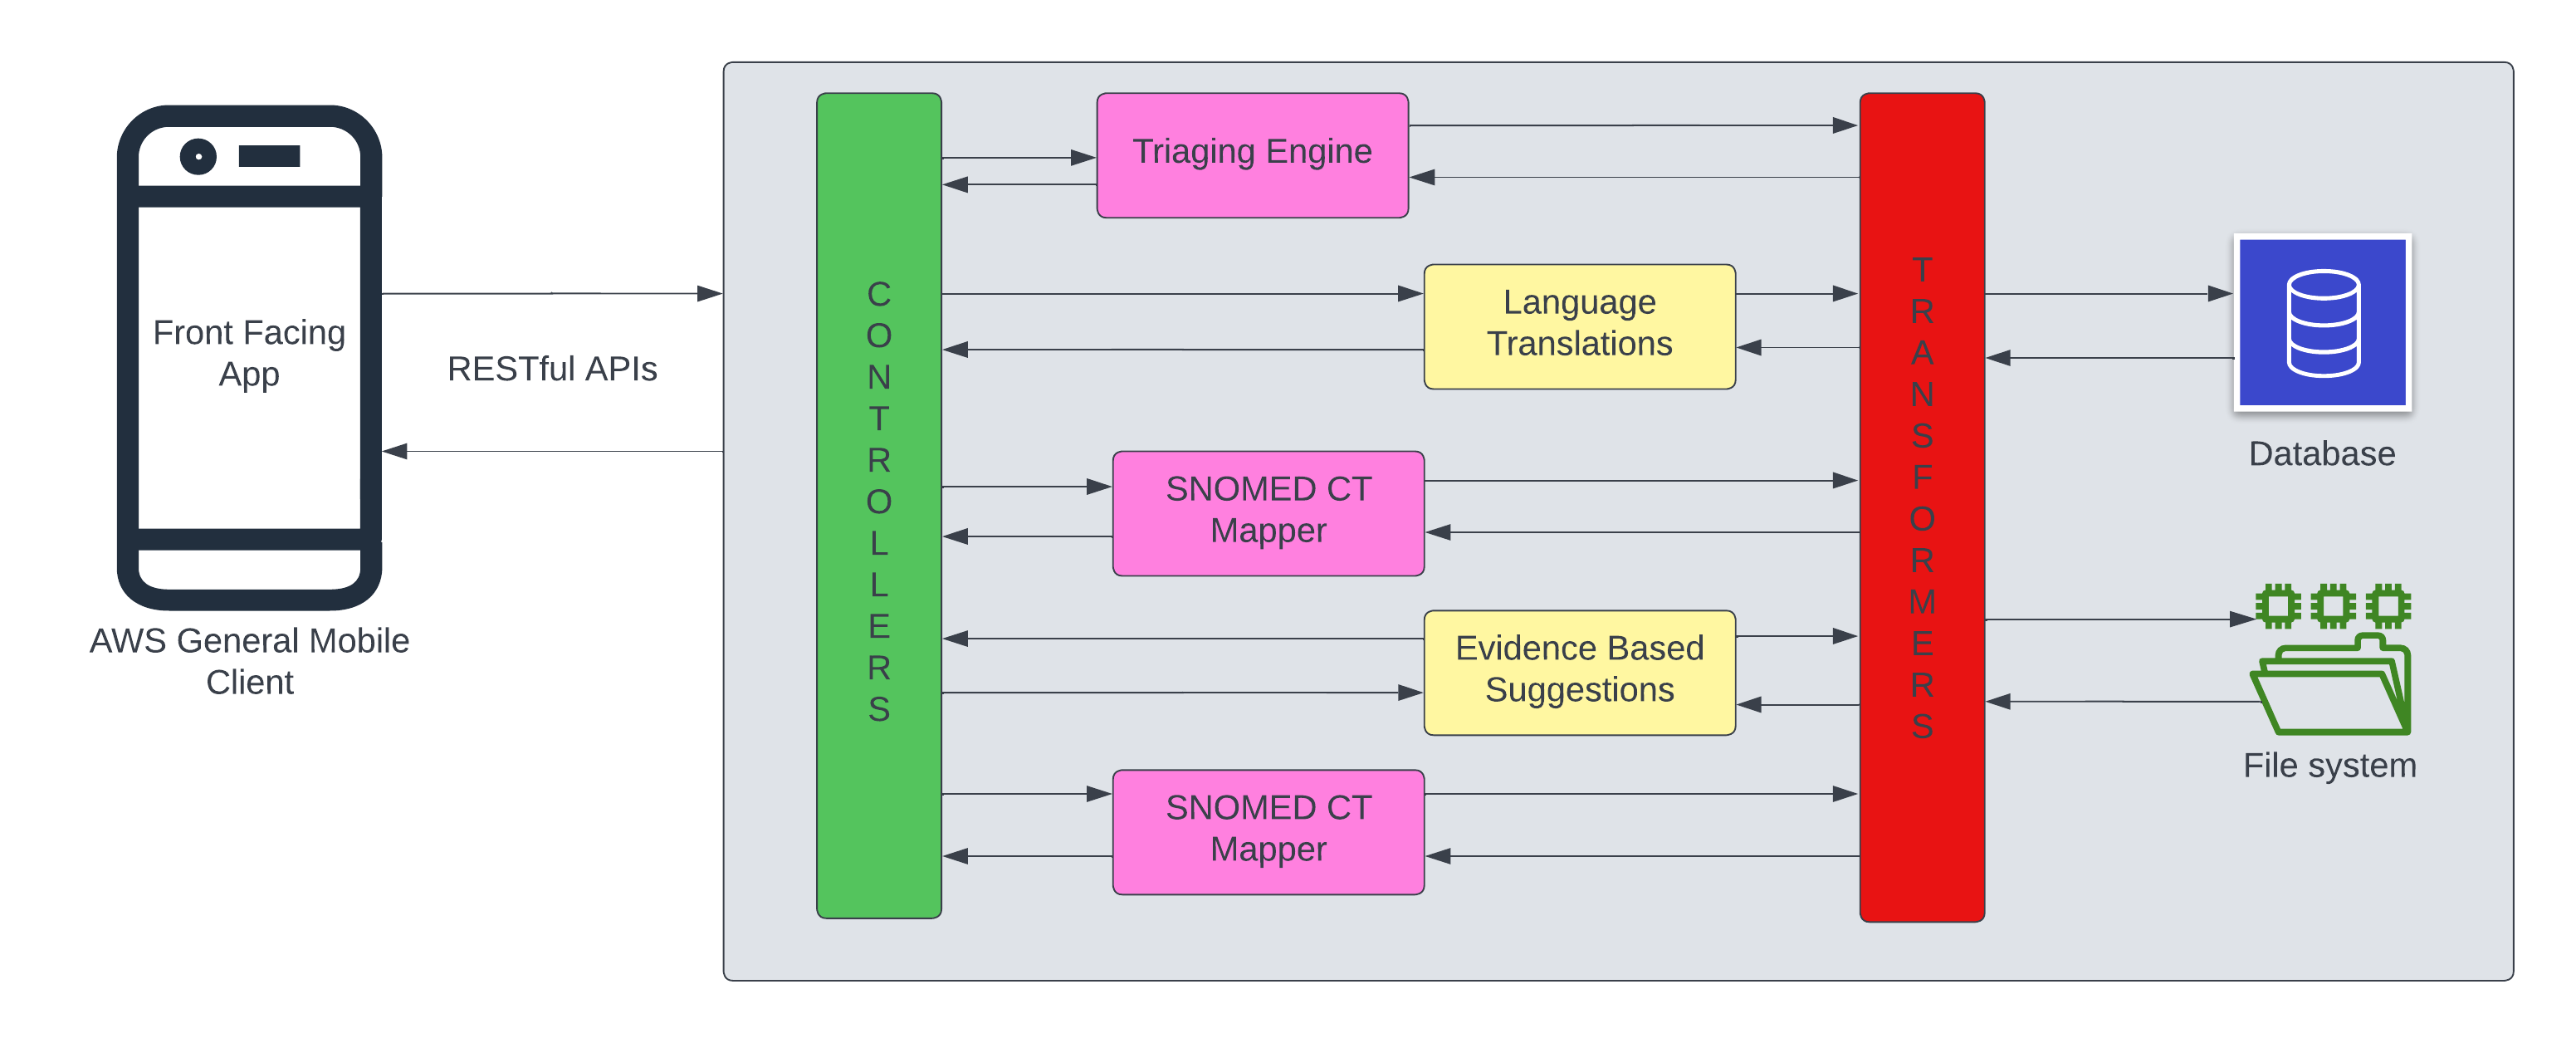 Front Facing
App
AWS General Mobile
Client
RESTful APIs
CONTROLLERS
Triaging Engine
Language
Translations
SNOMED CT
Mapper
Evidence Based
Suggestions
SNOMED CT
Mapper
TRANSFORMERS
Database
File system